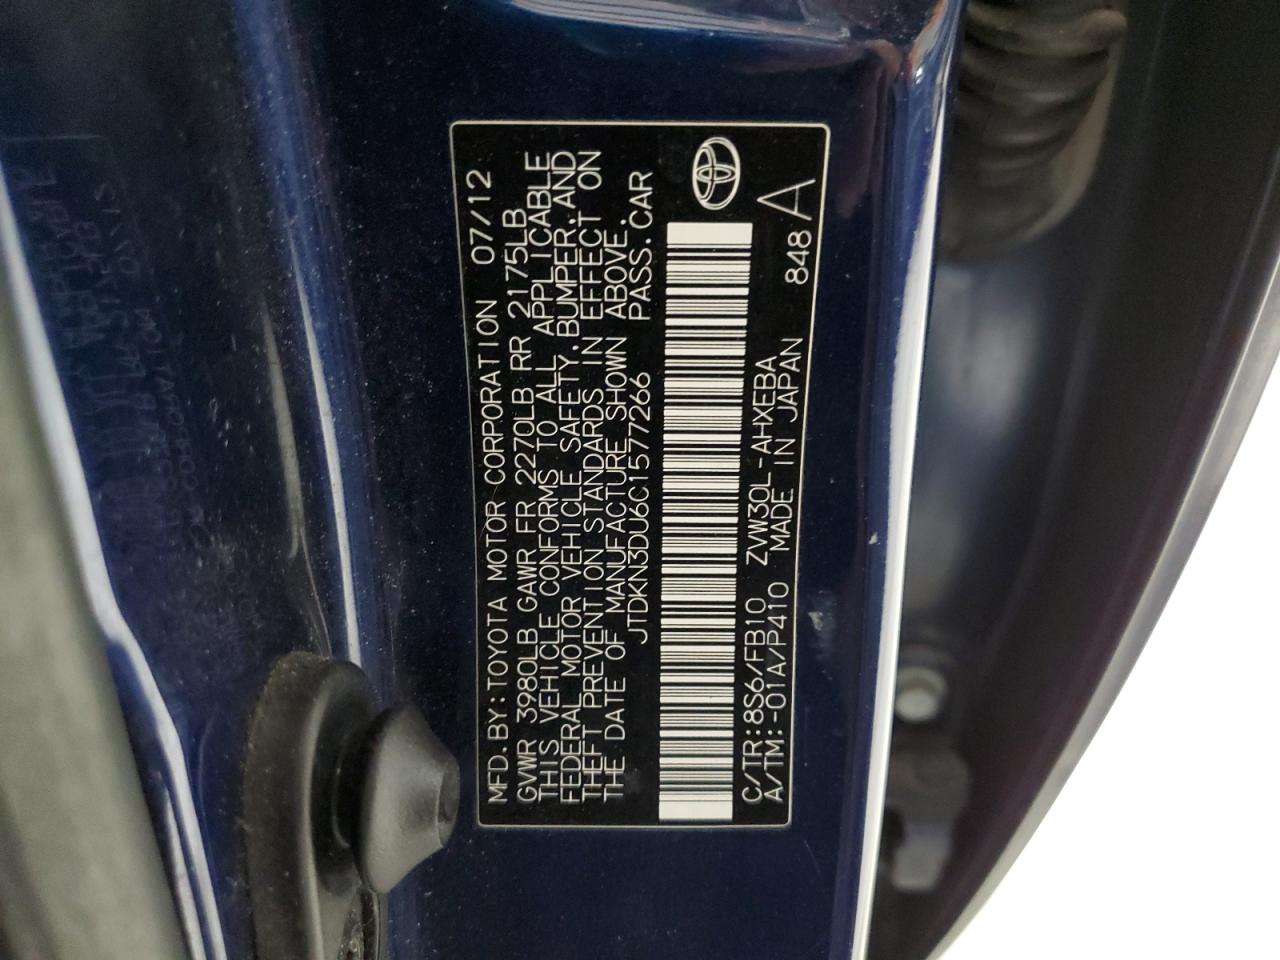 MFD.BY:TOYOTA MOTOR CORPORATION 07/12
GVWR 3980LB GAWR FR 2270LB RR 2175LB
THIS VEHICLE CONFORMS TO ALL APPLICABLE
FEDERAL MOTOR VEHICLE SAFETY,BUMPER,AND
THEFT PREVENTION STANDARDS IN EFFECT ON
THE DATE OF MANUFACTURE SHOWN ABOVE.
JTDKN3DU6C1577266 PASS.CAR
C/TR:8S6/FB10 ZVW30L-AHXEBA
A/TM:-01A/P410 MADE IN JAPAN 848 A